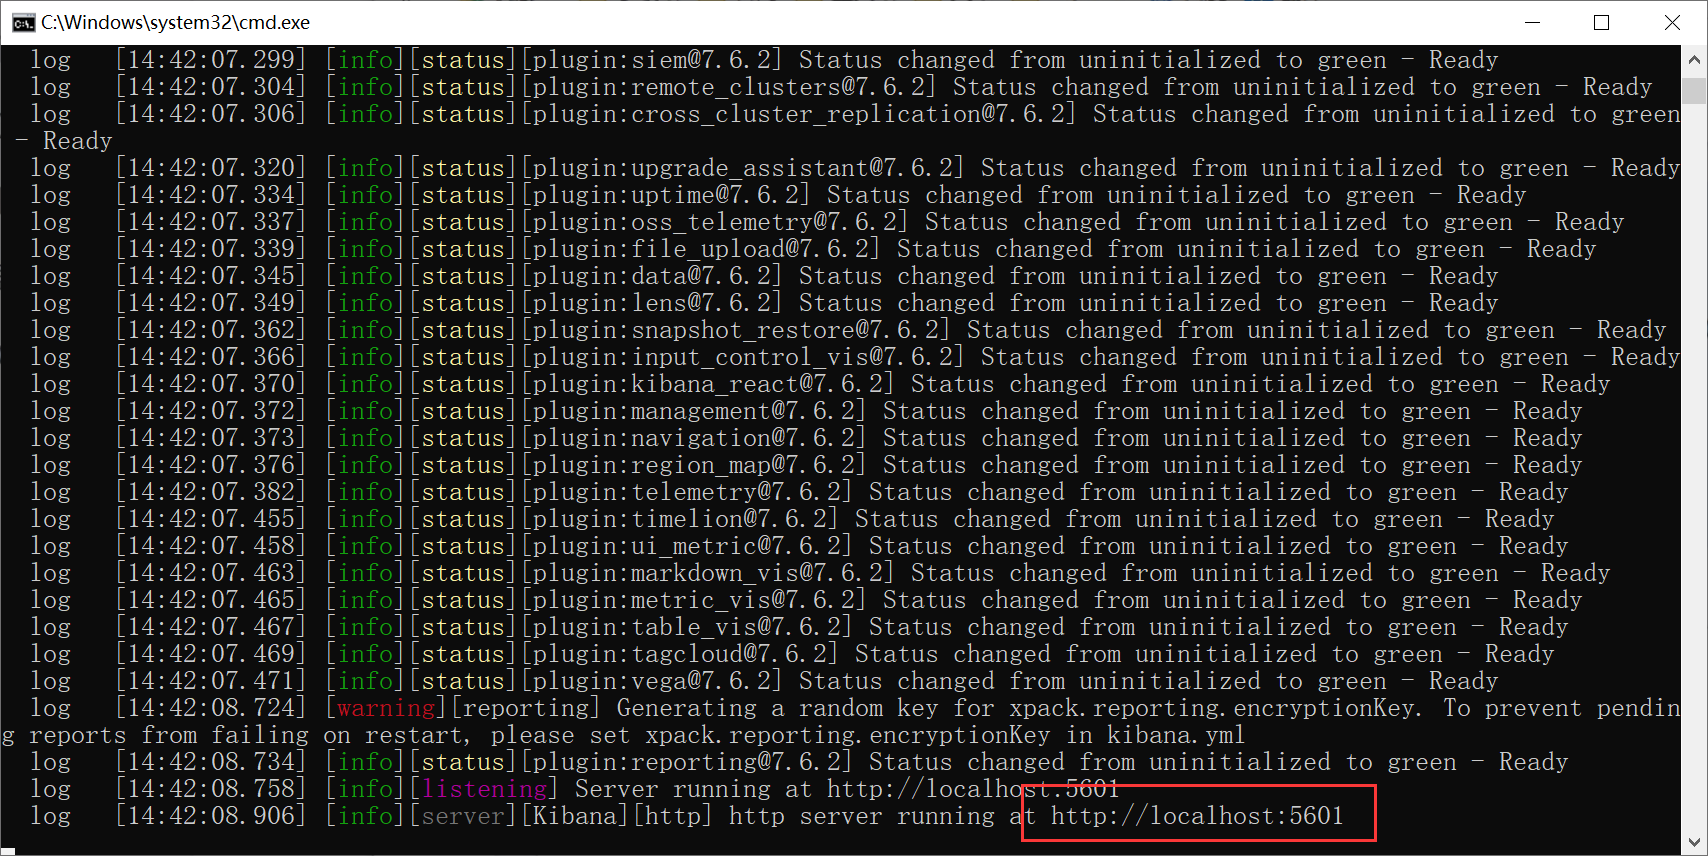 C:\Windows\system32\cmd.exe
log [14:42:07.299] [info][status][plugin:siem@7.6.2] Status changed from uninitialized to green - Ready
log [14:42:07.304] [info][status][plugin:remote_clusters@7.6.2] Status changed from uninitialized to green - Ready
log [14:42:07.306] [info][status][plugin:cross_cluster_replication@7.6.2] Status changed from uninitialized to green
- Ready
log [14:42:07.320] [info][status][plugin:upgrade_assistant@7.6.2] Status changed from uninitialized to green - Ready
log [14:42:07.334] [info][status][plugin:uptime@7.6.2] Status changed from uninitialized to green - Ready
log [14:42:07.337] [info][status][plugin:oss_telemetry@7.6.2] Status changed from uninitialized to green - Ready
log [14:42:07.339] [info][status][plugin:file_upload@7.6.2] Status changed from uninitialized to green - Ready
log [14:42:07.345] [info][status][plugin:data@7.6.2] Status changed from uninitialized to green - Ready
log [14:42:07.349] [info][status][plugin:lens@7.6.2] Status changed from uninitialized to green - Ready
log [14:42:07.362] [info][status][plugin:snapshot_restore@7.6.2] Status changed from uninitialized to green - Ready
log [14:42:07.366] [info][status][plugin:input_control_vis@7.6.2] Status changed from uninitialized to green - Ready
log [14:42:07.370] [info][status][plugin:kibana_react@7.6.2] Status changed from uninitialized to green - Ready
log [14:42:07.372] [info][status][plugin:management@7.6.2] Status changed from uninitialized to green - Ready
log [14:42:07.373] [info][status][plugin:navigation@7.6.2] Status changed from uninitialized to green - Ready
log [14:42:07.376] [info][status][plugin:region_map@7.6.2] Status changed from uninitialized to green - Ready
log [14:42:07.382] [info][status][plugin:telemetry@7.6.2] Status changed from uninitialized to green - Ready
log [14:42:07.455] [info][status][plugin:timelion@7.6.2] Status changed from uninitialized to green - Ready
log [14:42:07.458] [info][status][plugin:ui_metric@7.6.2] Status changed from uninitialized to green - Ready
log [14:42:07.463] [info][status][plugin:markdown_vis@7.6.2] Status changed from uninitialized to green - Ready
log [14:42:07.465] [info][status][plugin:metric_vis@7.6.2] Status changed from uninitialized to green - Ready
log [14:42:07.467] [info][status][plugin:table_vis@7.6.2] Status changed from uninitialized to green - Ready
log [14:42:07.469] [info][status][plugin:tagcloud@7.6.2] Status changed from uninitialized to green - Ready
log [14:42:07.471] [info][status][plugin:vega@7.6.2] Status changed from uninitialized to green - Ready
log [14:42:08.724] [warning][reporting] Generating a random key for xpack.reporting.encryptionKey. To prevent pendin
g reports from failing on restart, please set xpack.reporting.encryptionKey in kibana.yml
log [14:42:08.734] [info][status][plugin:reporting@7.6.2] Status changed from uninitialized to green - Ready
log [14:42:08.758] [info][listening] Server running at http://localhost:5601
log [14:42:08.906] [info][server][Kibana][http] http server running at http://localhost:5601